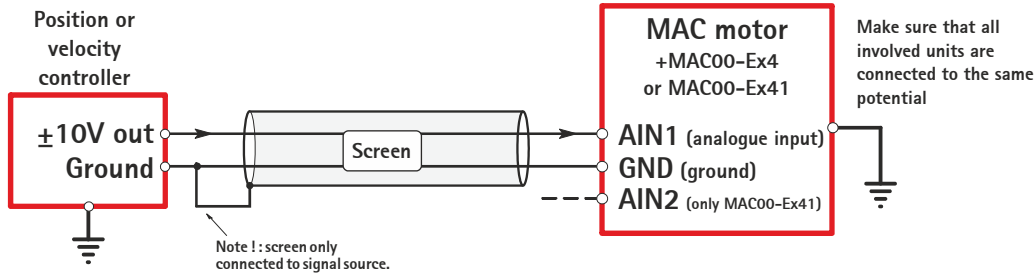 Position or
velocity
controller
±10V out
Ground
Screen
Note ! : screen only
connected to signal source.
MAC motor
+MAC00-Ex4
or MAC00-Ex41
AIN1 (analogue input)
GND (ground)
AIN2 (only MAC00-Ex41)
Make sure that all
involved units are
connected to the same
potential